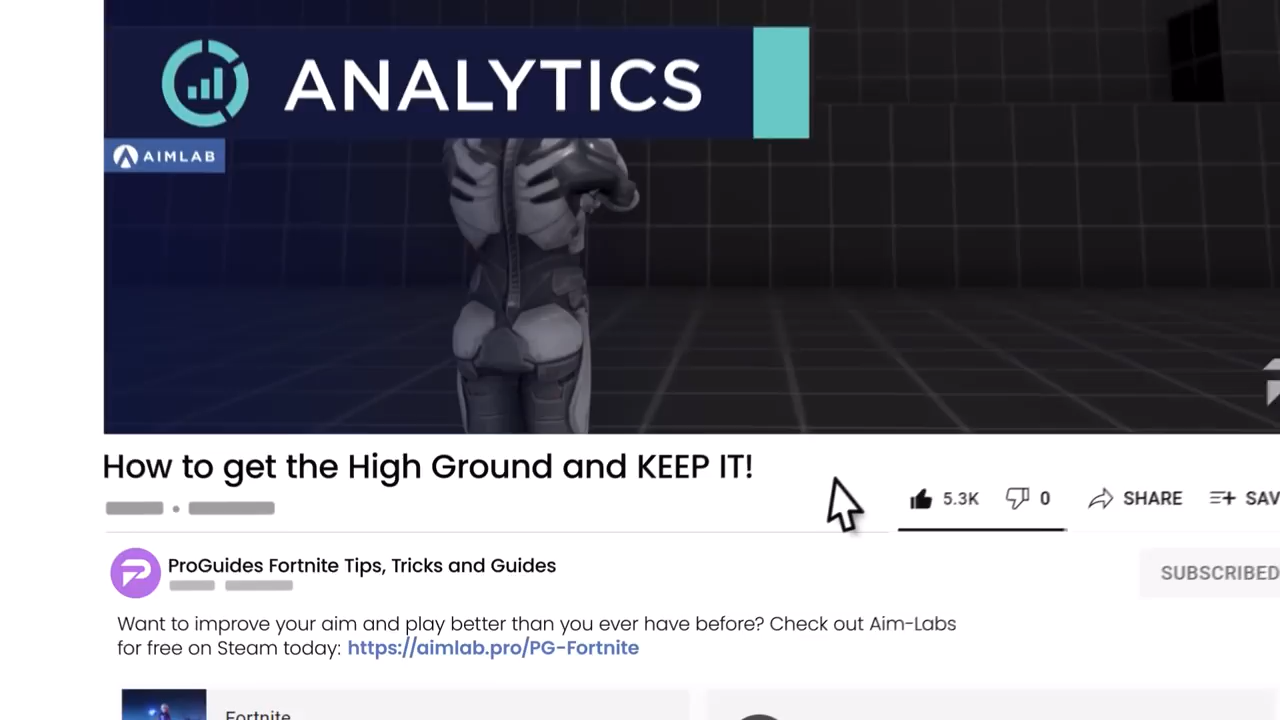 ANALYTICS
AIMLAB
How to get the High Ground and KEEP IT!
5.3K 0 SHARE SAV
ProGuides Fortnite Tips, Tricks and Guides
SUBSCRIBED
Want to improve your aim and play better than you ever have before? Check out Aim-Labs
for free on Steam today: https://aimlab.pro/PG-Fortnite
Fortnite